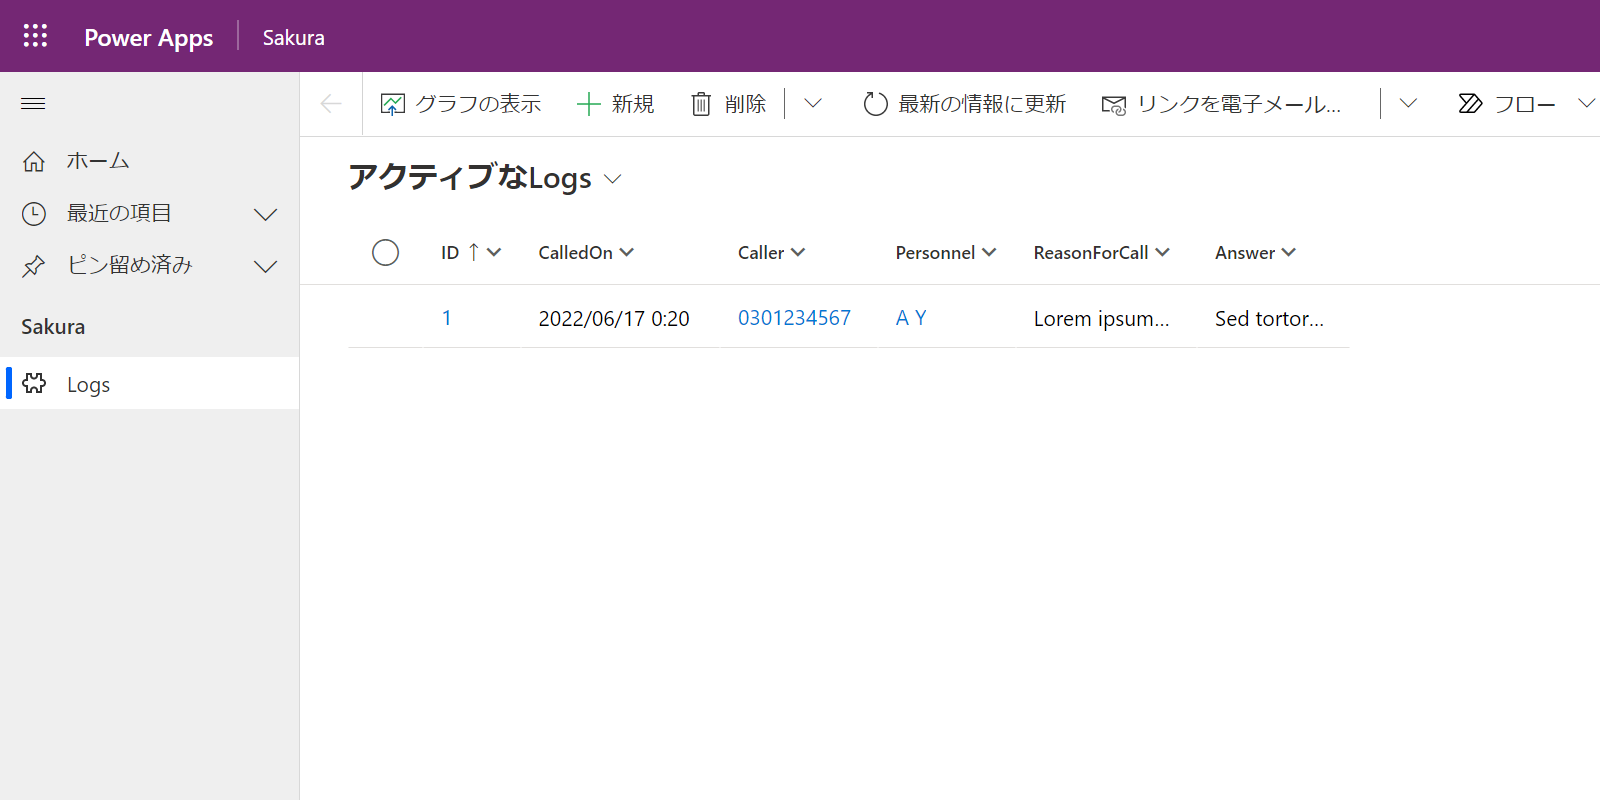 Power Apps Sakura
グラフの表示 新規 削除 最新の情報に更新 リンクを電子メール... フロー
ホーム
最近の項目
ピン留め済み
Sakura
Logs
アクティブなLogs
ID ↑ CalledOn Caller Personnel ReasonForCall Answer
1 2022/06/17 0:20 0301234567 A Y Lorem ipsum... Sed tortor...